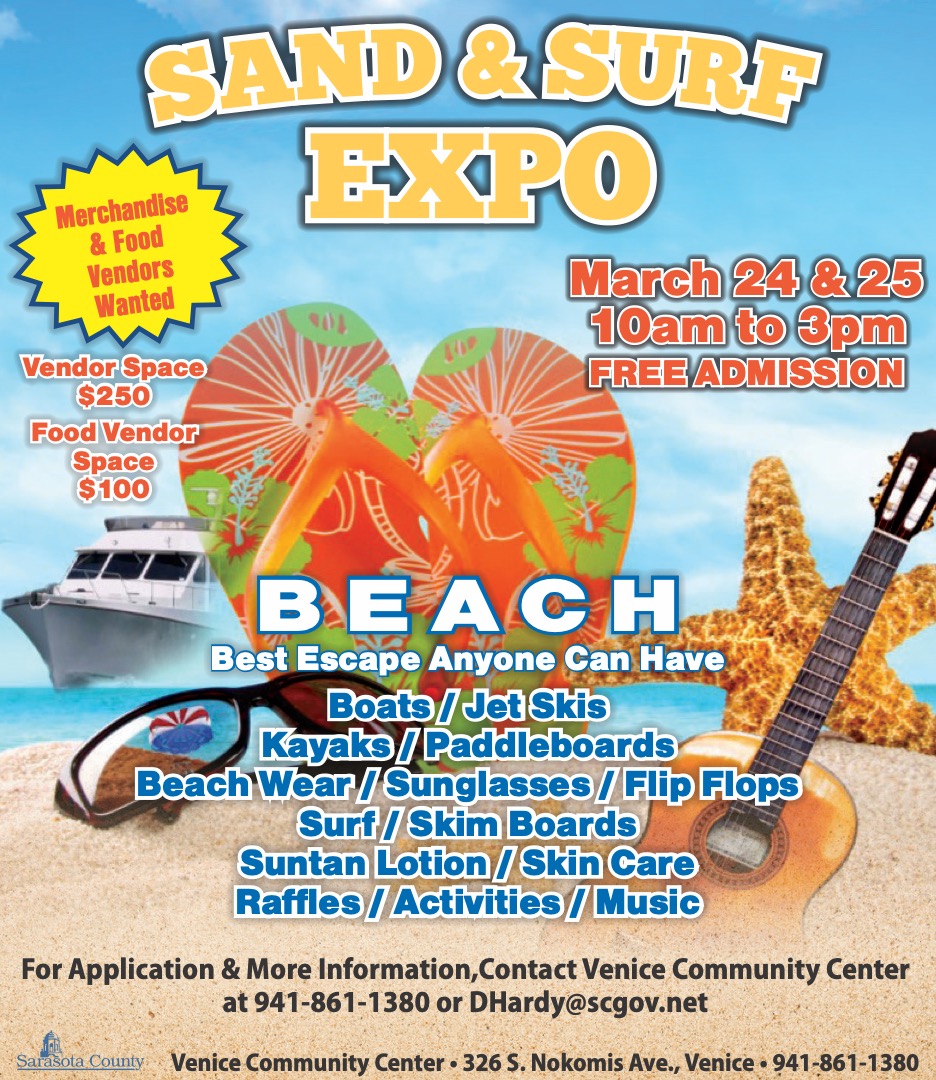 SAND & SURF
EXPO
Merchandise
& Food
Vendors
Wanted
March 24 & 25
10am to 3pm
FREE ADMISSION
Vendor Space
$250
Food Vendor
Space
$100
BEACH
Best Escape Anyone Can Have
Boats / Jet Skis
Kayaks / Paddleboards
Beach Wear / Sunglasses / Flip Flops
Surf / Skim Boards
Suntan Lotion / Skin Care
Raffles / Activities / Music
For Application & More Information,Contact Venice Community Center
at 941-861-1380 or DHardy@scgov.net
Sarasota County
Venice Community Center • 326 S. Nokomis Ave., Venice • 941-861-1380